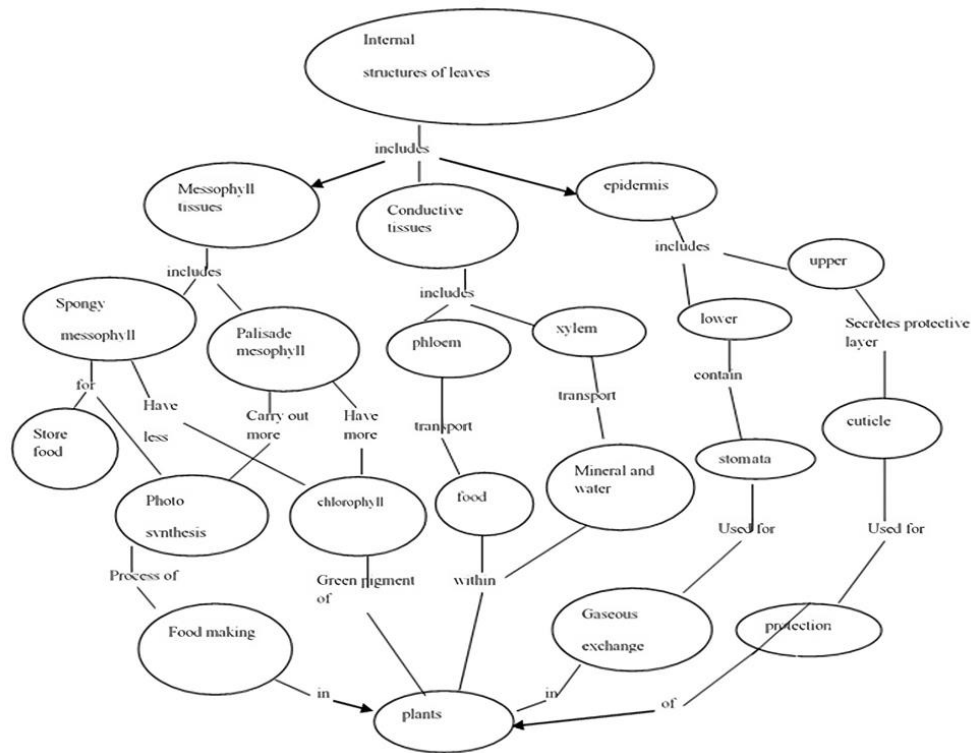 Internal
structures of leaves
includes
Messophyll
tissues
Conductive
tissues
epidermis
includes
includes
includes
upper
Spongy
messophyll
Palisade
mesophyll
phloem
xylem
lower
Secretes protective
layer
for
Have
less
Carry out
more
Have
more
transport
transport
contain
cuticle
Store
food
Photo
synthesis
chlorophyll
food
Mineral and
water
stomata
Process of
Green pigment
of
within
Used for
Used for
Food making
Gaseous
exchange
protection
in
plants
in
of